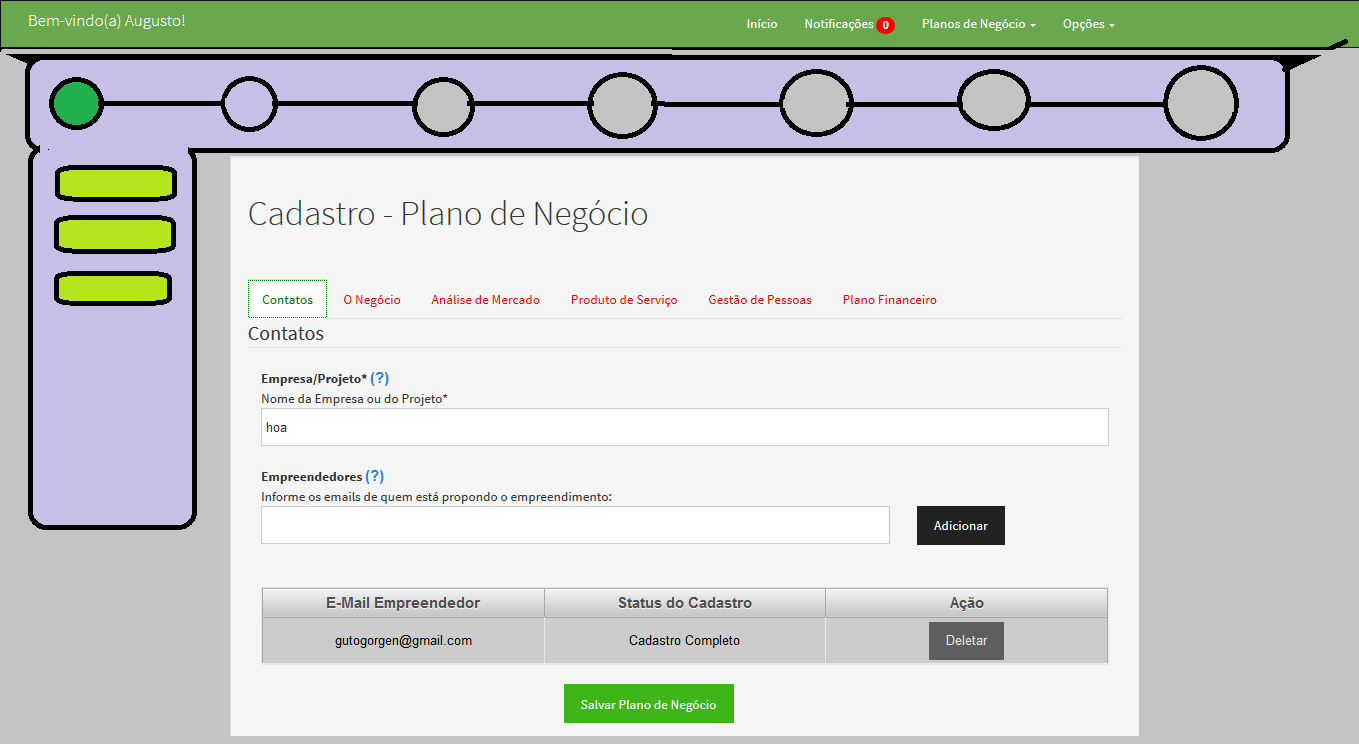 Bem-vindo(a) Augusto!
Início Notificações 0 Planos de Negócio Opções
Cadastro - Plano de Negócio
Contatos O Negócio Análise de Mercado Produto de Serviço Gestão de Pessoas Plano Financeiro
Contatos
Empresa/Projeto* (?)
Nome da Empresa ou do Projeto*
hoa
Empreendedores (?)
Informe os emails de quem está propondo o empreendimento:
Adicionar
E-Mail Empreendedor Status do Cadastro Ação
gutogorgen@gmail.com Cadastro Completo Deletar
Salvar Plano de Negócio